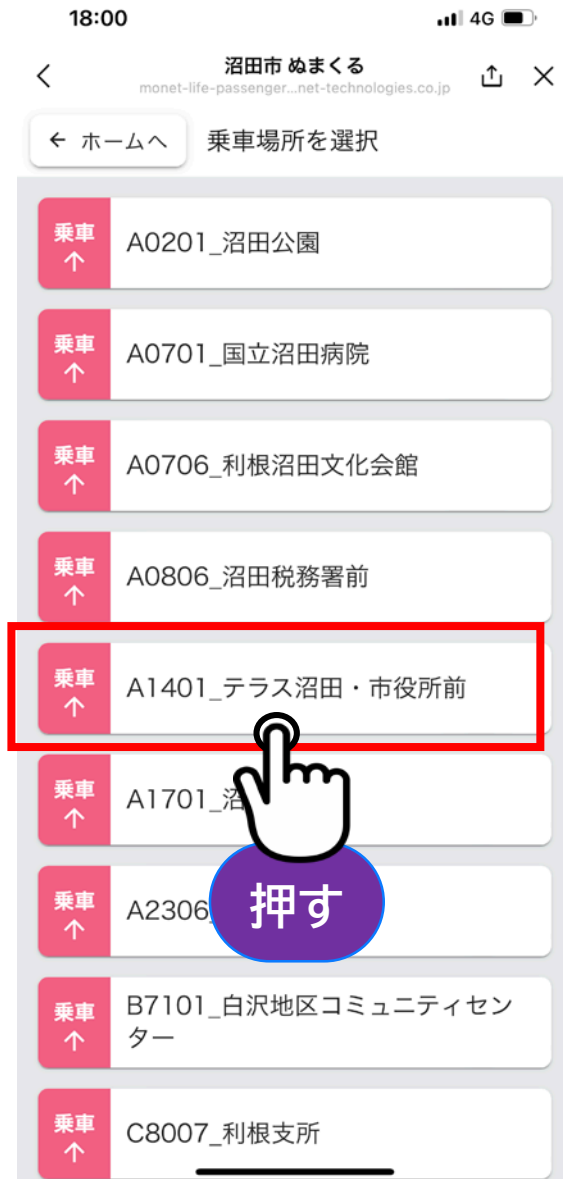 18:00
4G
沼田市 ぬまくる
monet-life-passenger...net-technologies.co.jp
← ホームへ
乗車場所を選択
乗車
↑
A0201_沼田公園
乗車
↑
A0701_国立沼田病院
乗車
↑
A0706_利根沼田文化会館
乗車
↑
A0806_沼田税務署前
乗車
↑
A1401_テラス沼田・市役所前
乗車
↑
A1701_沼
乗車
↑
A2306_
押す
乗車
↑
B7101_白沢地区コミュニティセン
ター
乗車
↑
C8007_利根支所